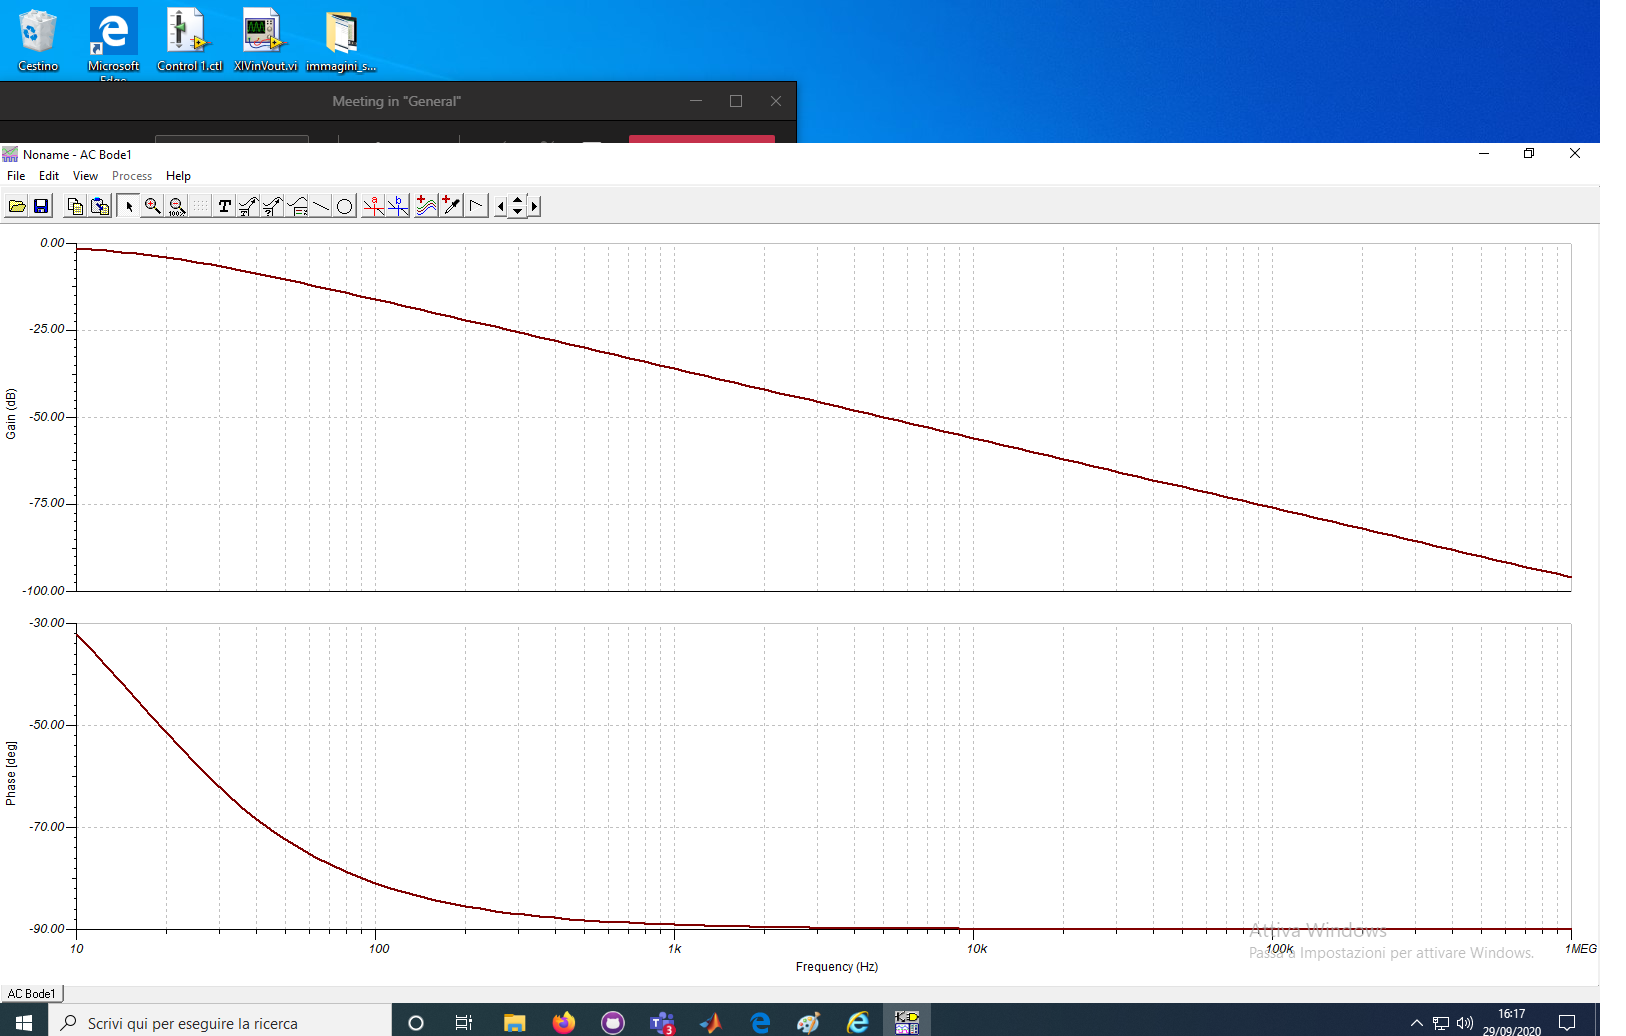 Cestino
Microsoft Edge
Control 1.ctl
XIVinVout.vi
immagini_s...
Meeting in "General"
Noname - AC Bode1
File Edit View Process Help
100%
T
a
b
0.00
-25.00
-50.00
-75.00
-100.00
Gain (dB)
-30.00
-50.00
-70.00
-90.00
Phase [deg]
10 100 1k 10k 100k 1MEG
Frequency (Hz)
Attiva Windows
Passa a Impostazioni per attivare Windows.
AC Bode1
Scrivi qui per eseguire la ricerca
3
16:17
29/09/2020